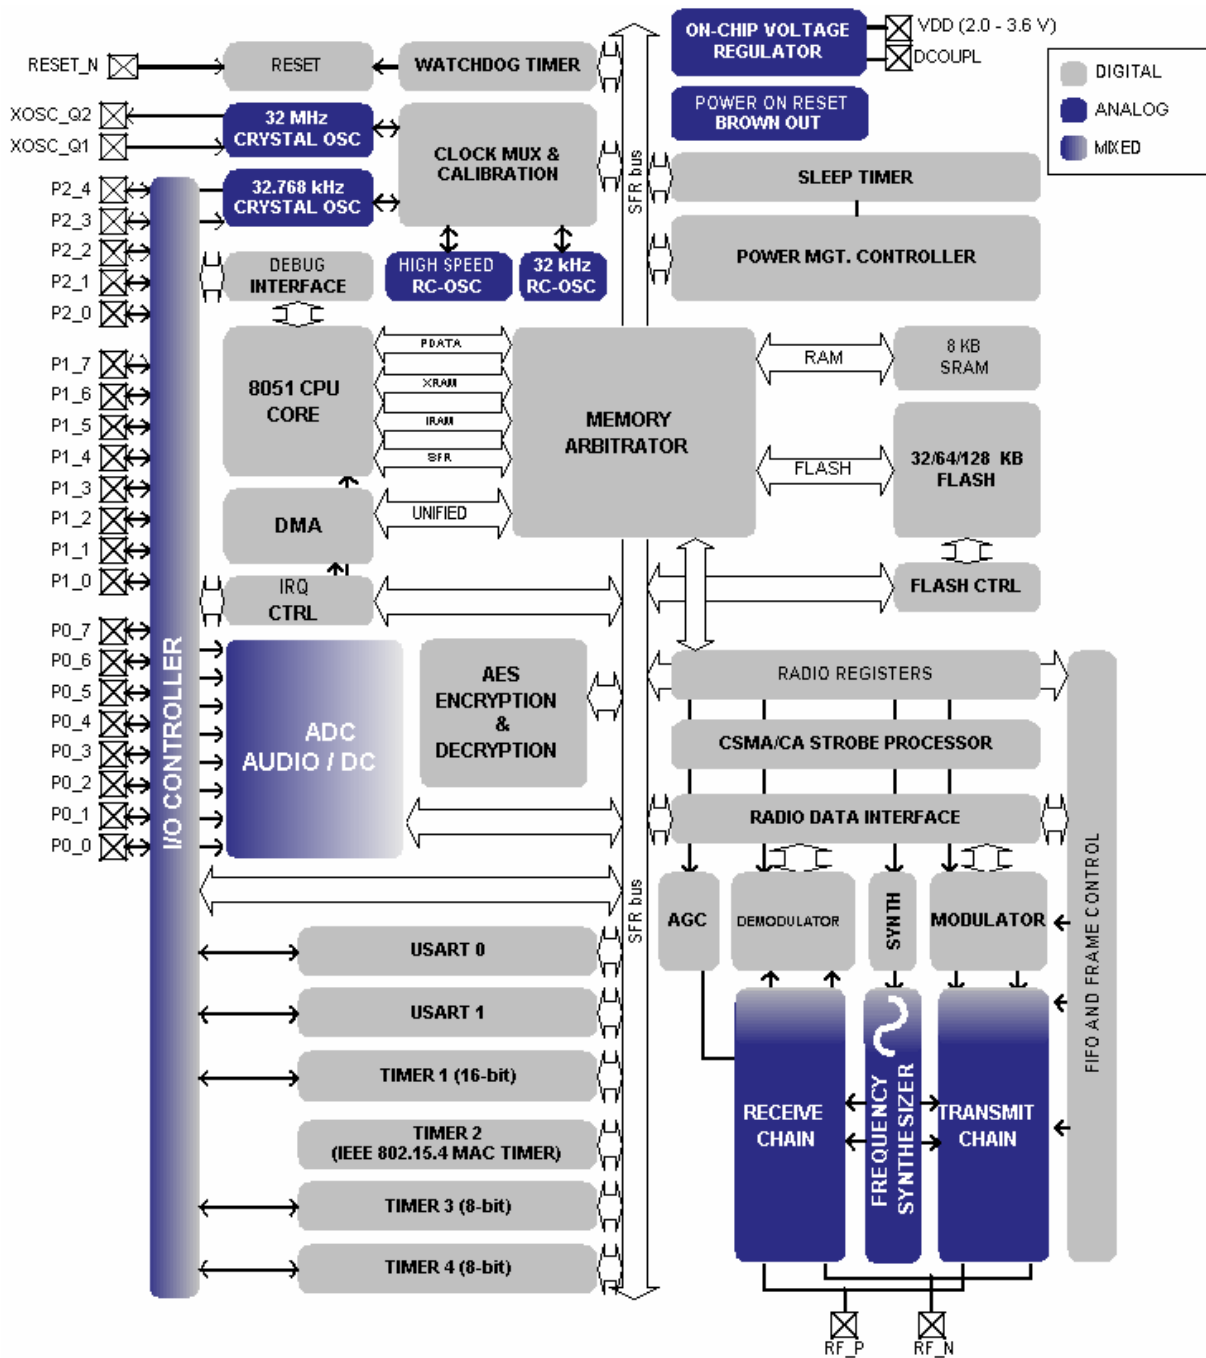 RESET_N
XOSC_Q2
XOSC_Q1
P2_4
P2_3
P2_2
P2_1
P2_0
P1_7
P1_6
P1_5
P1_4
P1_3
P1_2
P1_1
P1_0
P0_7
P0_6
P0_5
P0_4
P0_3
P0_2
P0_1
P0_0
I/O CONTROLLER
RESET
WATCHDOG TIMER
32 MHz
CRYSTAL OSC
32.768 kHz
CRYSTAL OSC
CLOCK MUX &
CALIBRATION
DEBUG
INTERFACE
HIGH SPEED
RC-OSC
32 kHz
RC-OSC
SFR bus
ON-CHIP VOLTAGE
REGULATOR
VDD (2.0 - 3.6 V)
DCOUPL
POWER ON RESET
BROWN OUT
DIGITAL
ANALOG
MIXED
SLEEP TIMER
POWER MGT. CONTROLLER
8051 CPU
CORE
PDATA
XRAM
IRAM
SFR
DMA
UNIFIED
IRQ
CTRL
MEMORY
ARBITRATOR
RAM
8 KB
SRAM
FLASH
32/64/128 KB
FLASH
FLASH CTRL
ADC
AUDIO / DC
AES
ENCRYPTION
&
DECRYPTION
RADIO REGISTERS
CSMA/CA STROBE PROCESSOR
RADIO DATA INTERFACE
SFR bus
AGC
DEMODULATOR
SYNTH
MODULATOR
FIFO AND FRAME CONTROL
USART 0
USART 1
TIMER 1 (16-bit)
TIMER 2
(IEEE 802.15.4 MAC TIMER)
TIMER 3 (8-bit)
TIMER 4 (8-bit)
RECEIVE
CHAIN
FREQUENCY
SYNTHESIZER
TRANSMIT
CHAIN
RF_P
RF_N